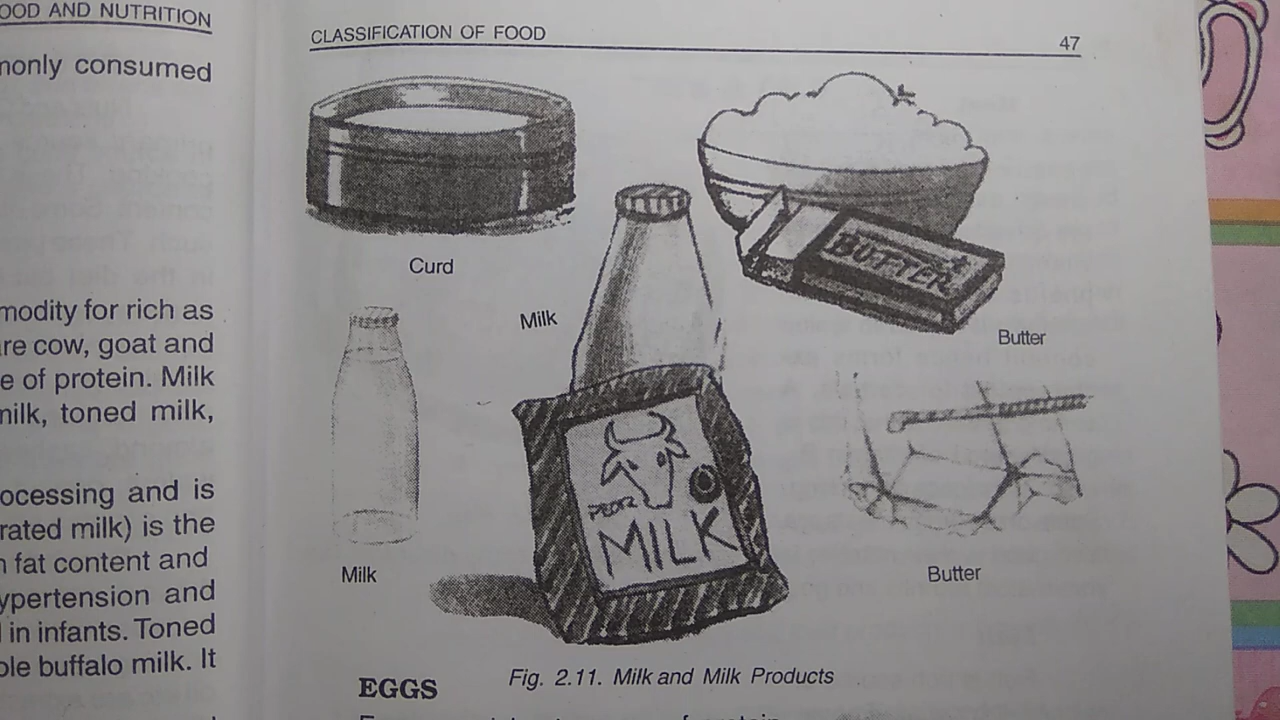 OOD AND NUTRITION
nonly consumed
modity for rich as
re cow, goat and
e of protein. Milk
milk, toned milk,
ocessing and is
rated milk) is the
fat content and
ypertension and
in infants. Toned
ole buffalo milk. It
CLASSIFICATION OF FOOD
47
Curd
BUTTER
Milk
Butter
MILK
Milk
Butter
Fig. 2.11. Milk and Milk Products
EGGS